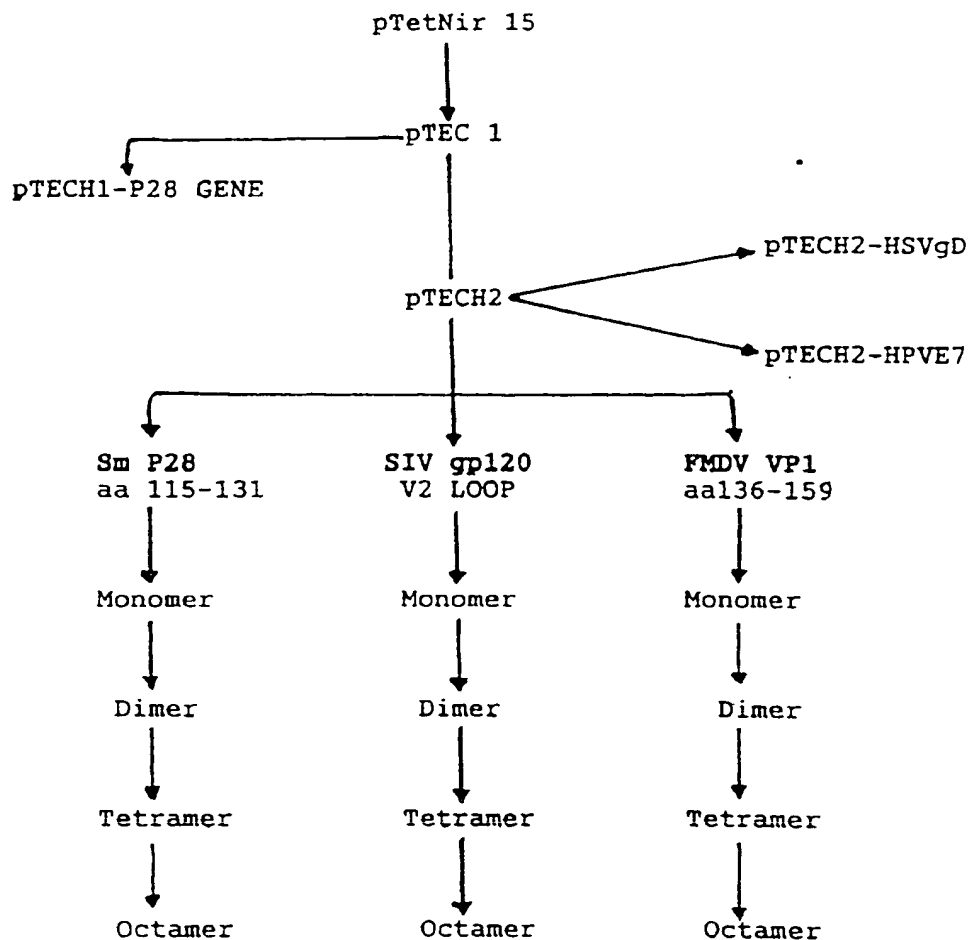 pTetNir 15
pTEC 1
pTECH1-P28 GENE
pTECH2-HSVgD
pTECH2
pTECH2-HPVE7
Sm P28 SIV gp120 FMDV VP1
aa 115-131 V2 LOOP aa136-159
Monomer Monomer Monomer
Dimer Dimer Dimer
Tetramer Tetramer Tetramer
Octamer Octamer Octamer